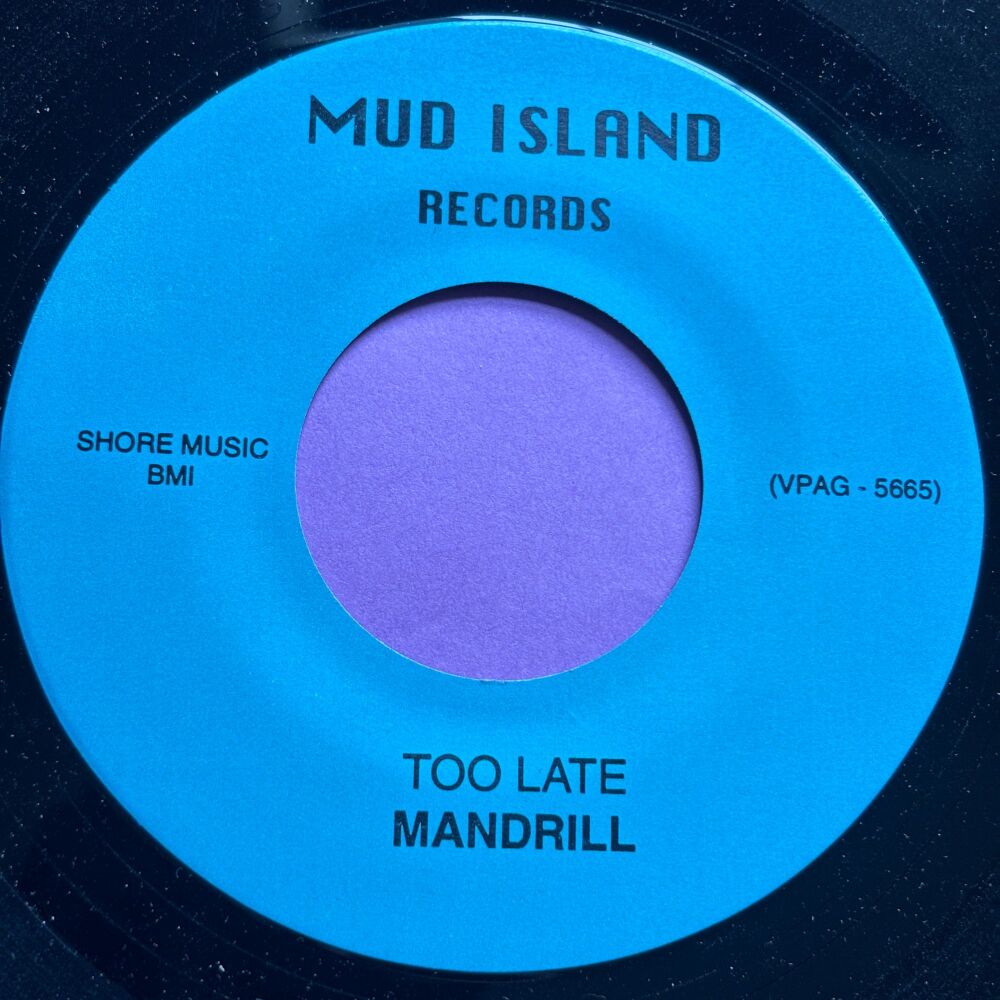 MUD ISLAND
RECORDS
SHORE MUSIC
BMI
(VPAG - 5665)
TOO LATE
MANDRILL